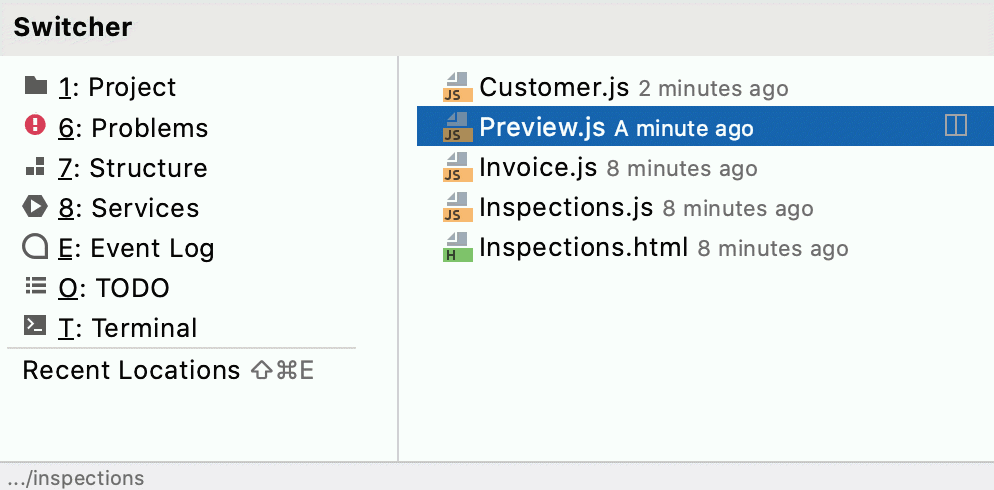 Switcher
1: Project
6: Problems
7: Structure
8: Services
E: Event Log
O: TODO
T: Terminal
Recent Locations ⇧⌘E
JS Customer.js 2 minutes ago
JS Preview.js A minute ago
JS Invoice.js 8 minutes ago
JS Inspections.js 8 minutes ago
H Inspections.html 8 minutes ago
.../inspections